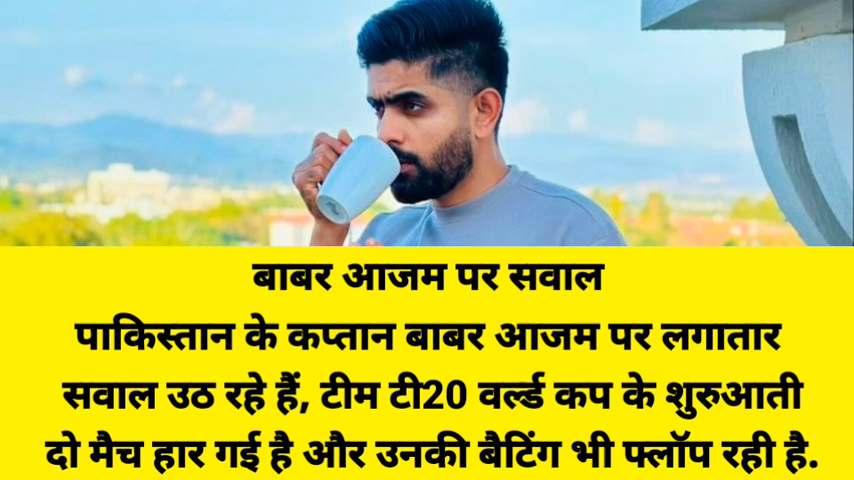 बाबर आजम पर सवाल
पाकिस्तान के कप्तान बाबर आजम पर लगातार
सवाल उठ रहे हैं, टीम टी20 वर्ल्ड कप के शुरुआती
दो मैच हार गई है और उनकी बैटिंग भी फ्लॉप रही है.